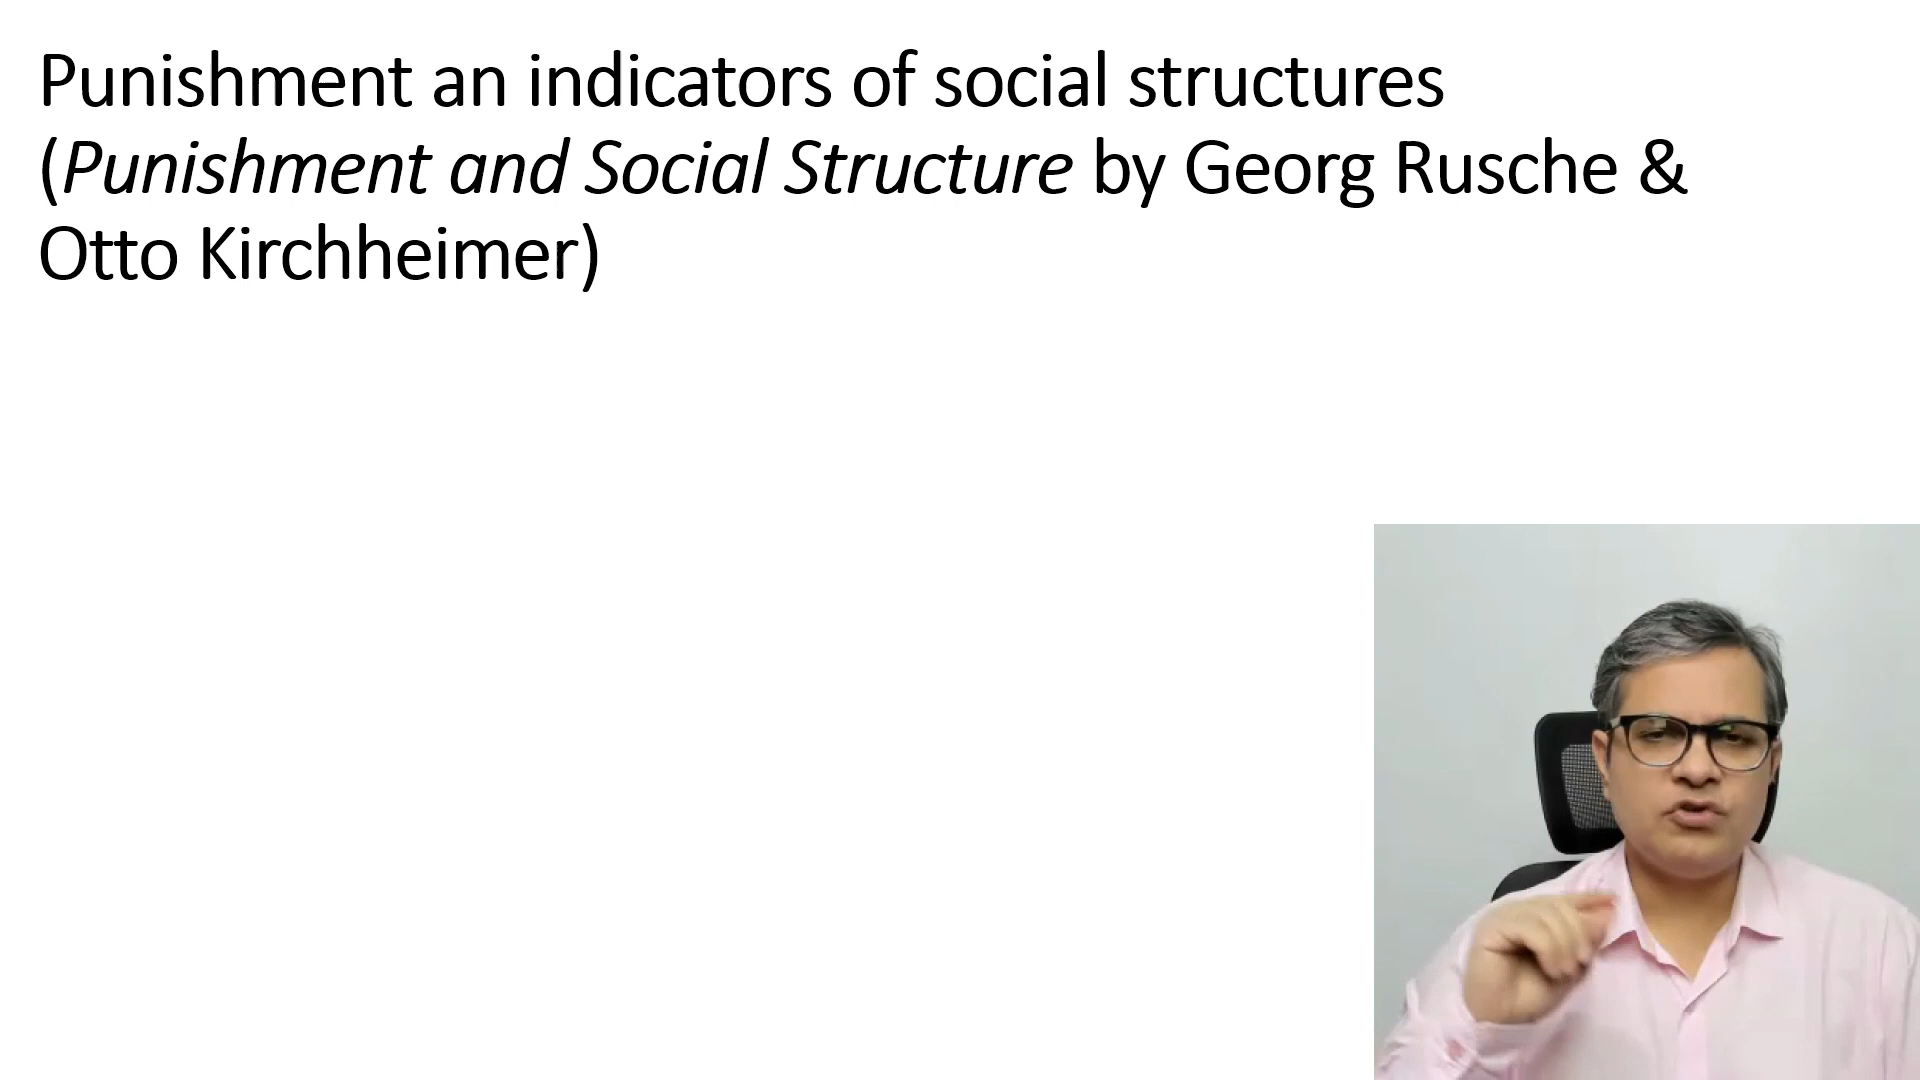 Punishment an indicators of social structures
(Punishment and Social Structure by Georg Rusche &
Otto Kirchheimer)